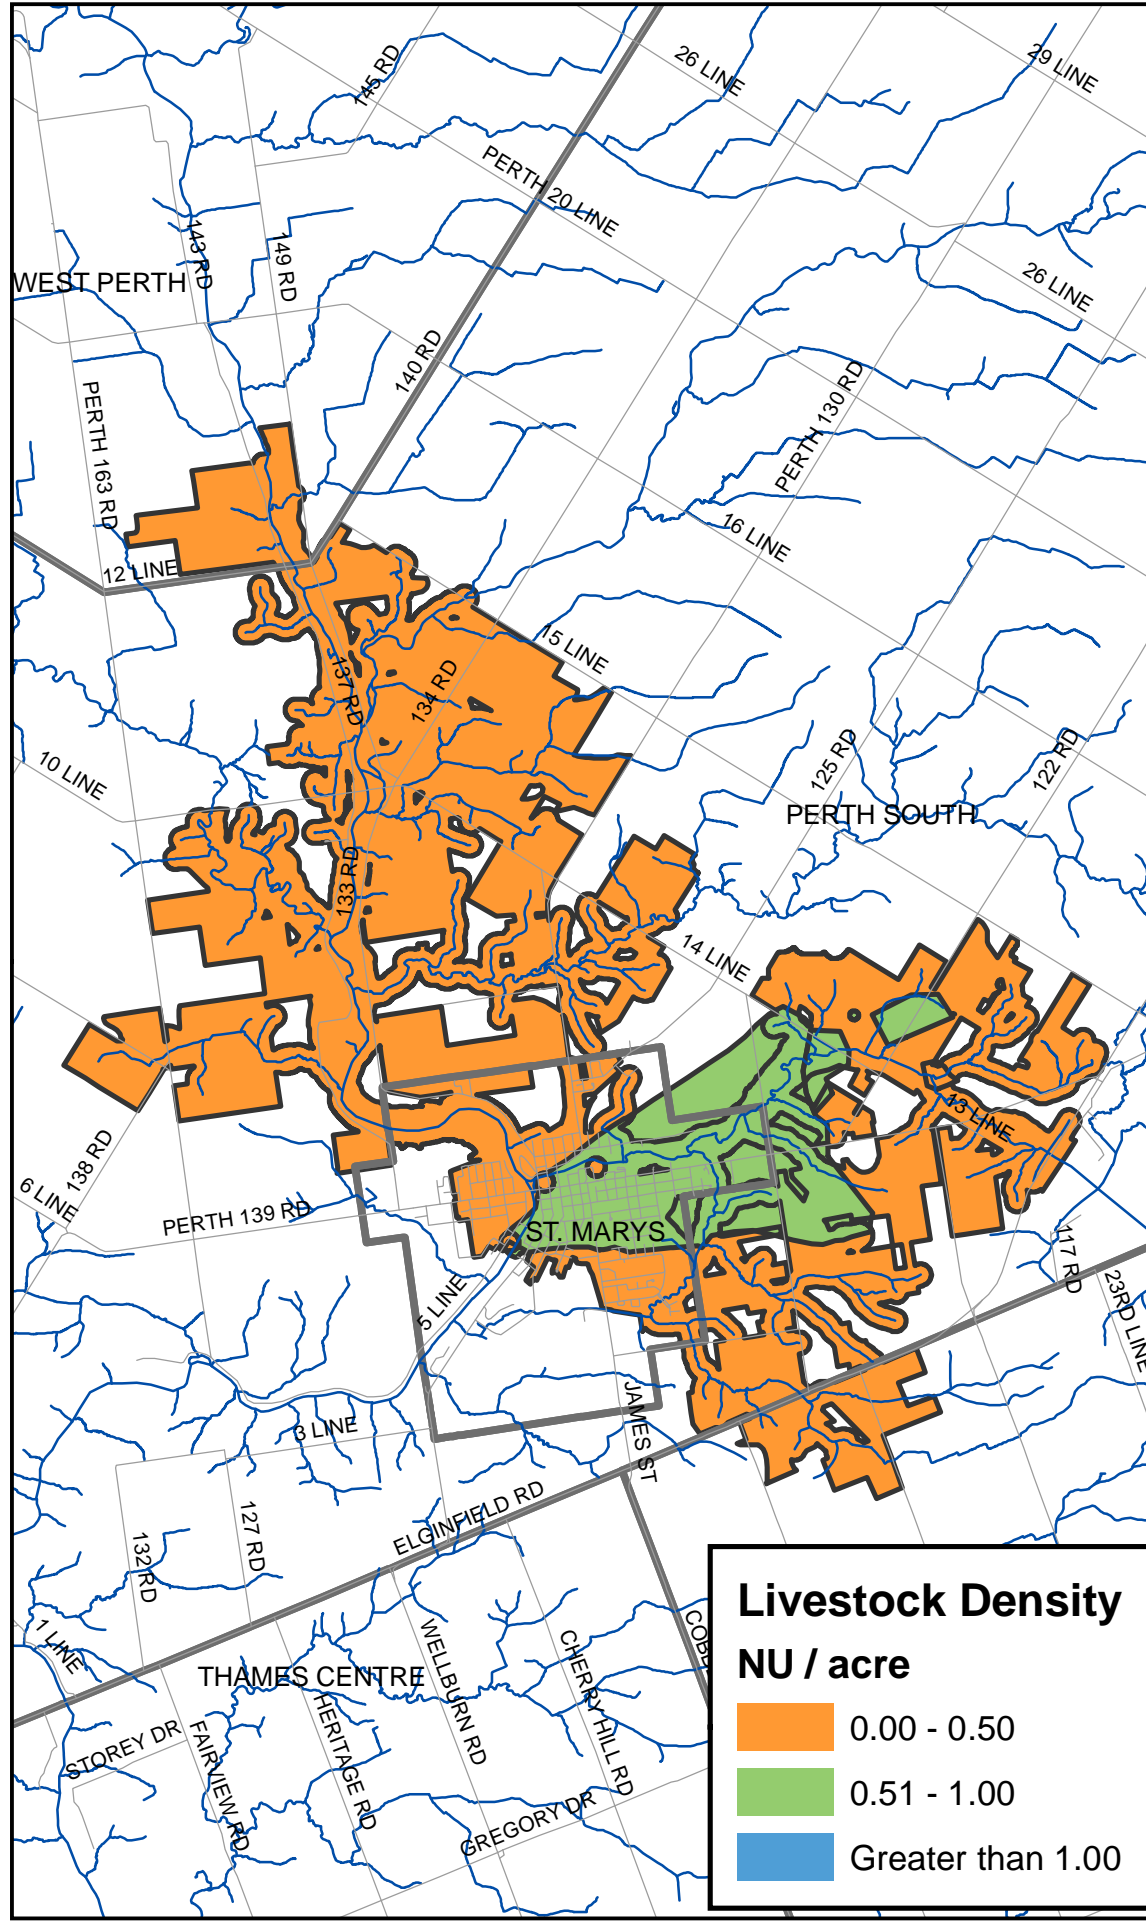 145 RD
26 LINE
29 LINE
PERTH 20 LINE
143 RD
149 RD
WEST PERTH
26 LINE
140 RD
PERTH 163 RD
PERTH 130 RD
16 LINE
12 LINE
15 LINE
137 RD
134 RD
10 LINE
125 RD
122 RD
PERTH SOUTH
133 RD
14 LINE
13 LINE
138 RD
6 LINE
PERTH 139 RD
ST. MARYS
117 RD
23RD LINE
5 LINE
3 LINE
JAMES ST
ELGINFIELD RD
127 RD
132 RD
1 LINE
THAMES CENTRE
WELLBURN RD
CHERRY HILL RD
HERITAGE RD
FAIRVIEW RD
STOREY DR
GREGORY DR
Livestock Density
NU / acre
0.00 - 0.50
0.51 - 1.00
Greater than 1.00